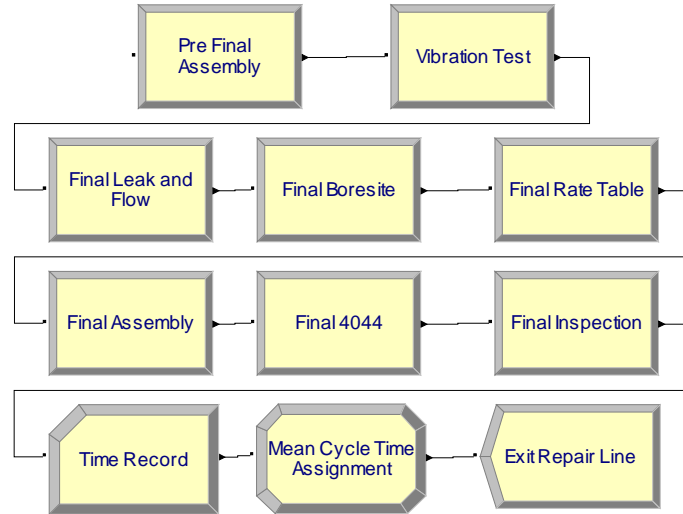 Pre Final
Assembly
Vibration Test
Final Leak and
Flow
Final Boresite
Final Rate Table
Final Assembly
Final 4044
Final Inspection
Time Record
Mean Cycle Time
Assignment
Exit Repair Line